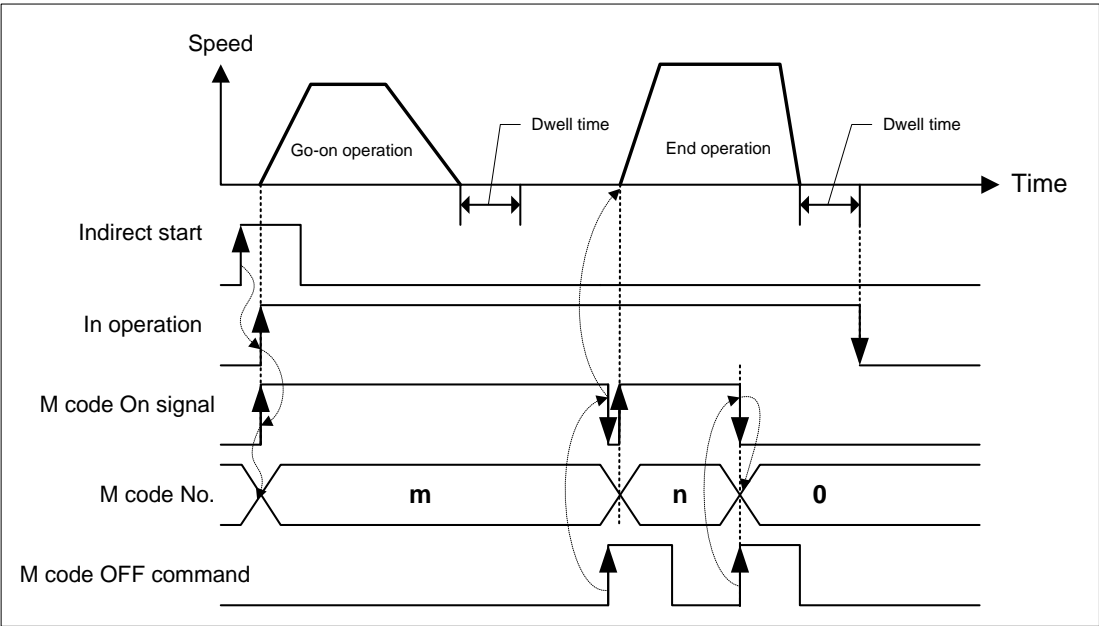 Speed
Dwell time
Dwell time
Go-on operation
End operation
Time
Indirect start
In operation
M code On signal
M code No.
m
n
0
M code OFF command